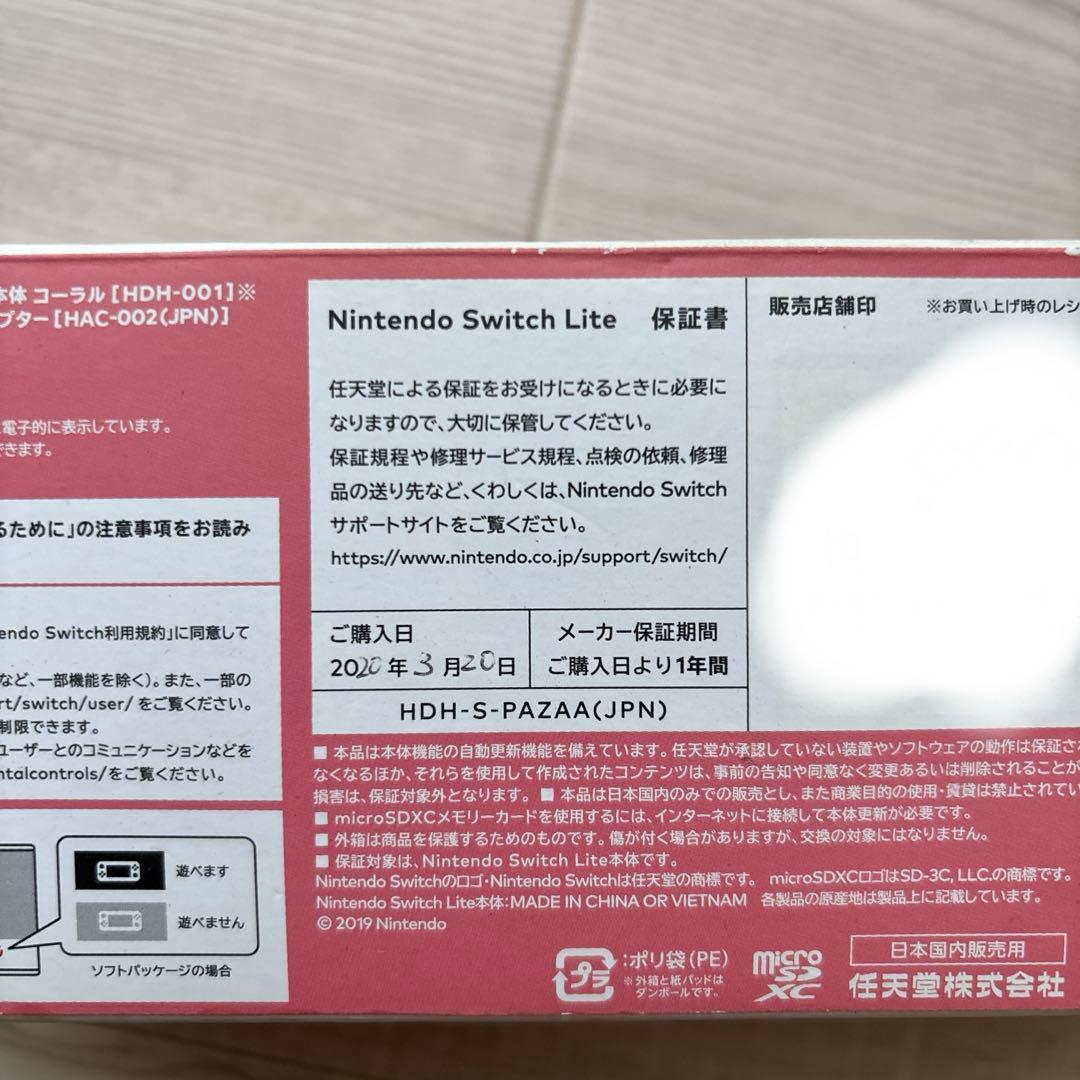 本体 コーラル [HDH-001]※
プター [HAC-002(JPN)]
電子的に表示しています。
できます。
るために」の注意事項をお読み
endo Switch利用規約」に同意して
など、一部機能を除く)。また、一部の
rt/switch/user/ をご覧ください。
制限できます。
ユーザーとのコミュニケーションなどを
ntalcontrols/をご覧ください。
遊べます
遊べません
ソフトパッケージの場合
Nintendo Switch Lite 保証書
任天堂による保証をお受けになるときに必要に
なりますので、大切に保管してください。
保証規程や修理サービス規程、点検の依頼、修理
品の送り先など、くわしくは、Nintendo Switch
サポートサイトをご覧ください。
https://www.nintendo.co.jp/support/switch/
ご購入日
2020年3月20日
メーカー保証期間
ご購入日より1年間
HDH-S-PAZAA(JPN)
販売店舗印 ※お買い上げ時のレシ
■ 本品は本体機能の自動更新機能を備えています。任天堂が承認していない装置やソフトウェアの動作は保証され
なくなるほか、それらを使用して作成されたコンテンツは、事前の告知や同意なく変更あるいは削除されることが
損害は、保証対象外となります。 ■ 本品は日本国内のみでの販売とし、また商業目的の使用・賃貸は禁止されてい
■ microSDXCメモリーカードを使用するには、インターネットに接続して本体更新が必要です。
■ 外箱は商品を保護するためのものです。傷が付く場合がありますが、交換の対象にはなりません。
■ 保証対象は、Nintendo Switch Lite本体です。
Nintendo Switchのロゴ・Nintendo Switchは任天堂の商標です。 microSDXCロゴはSD-3C, LLC.の商標です。
Nintendo Switch Lite本体:MADE IN CHINA OR VIETNAM 各製品の原産地は製品上に記載しています。
© 2019 Nintendo
プラ
:ポリ袋(PE)
※外箱と紙パッドは
ダンボールです。
micro
SD
XC
日本国内販売用
任天堂株式会社